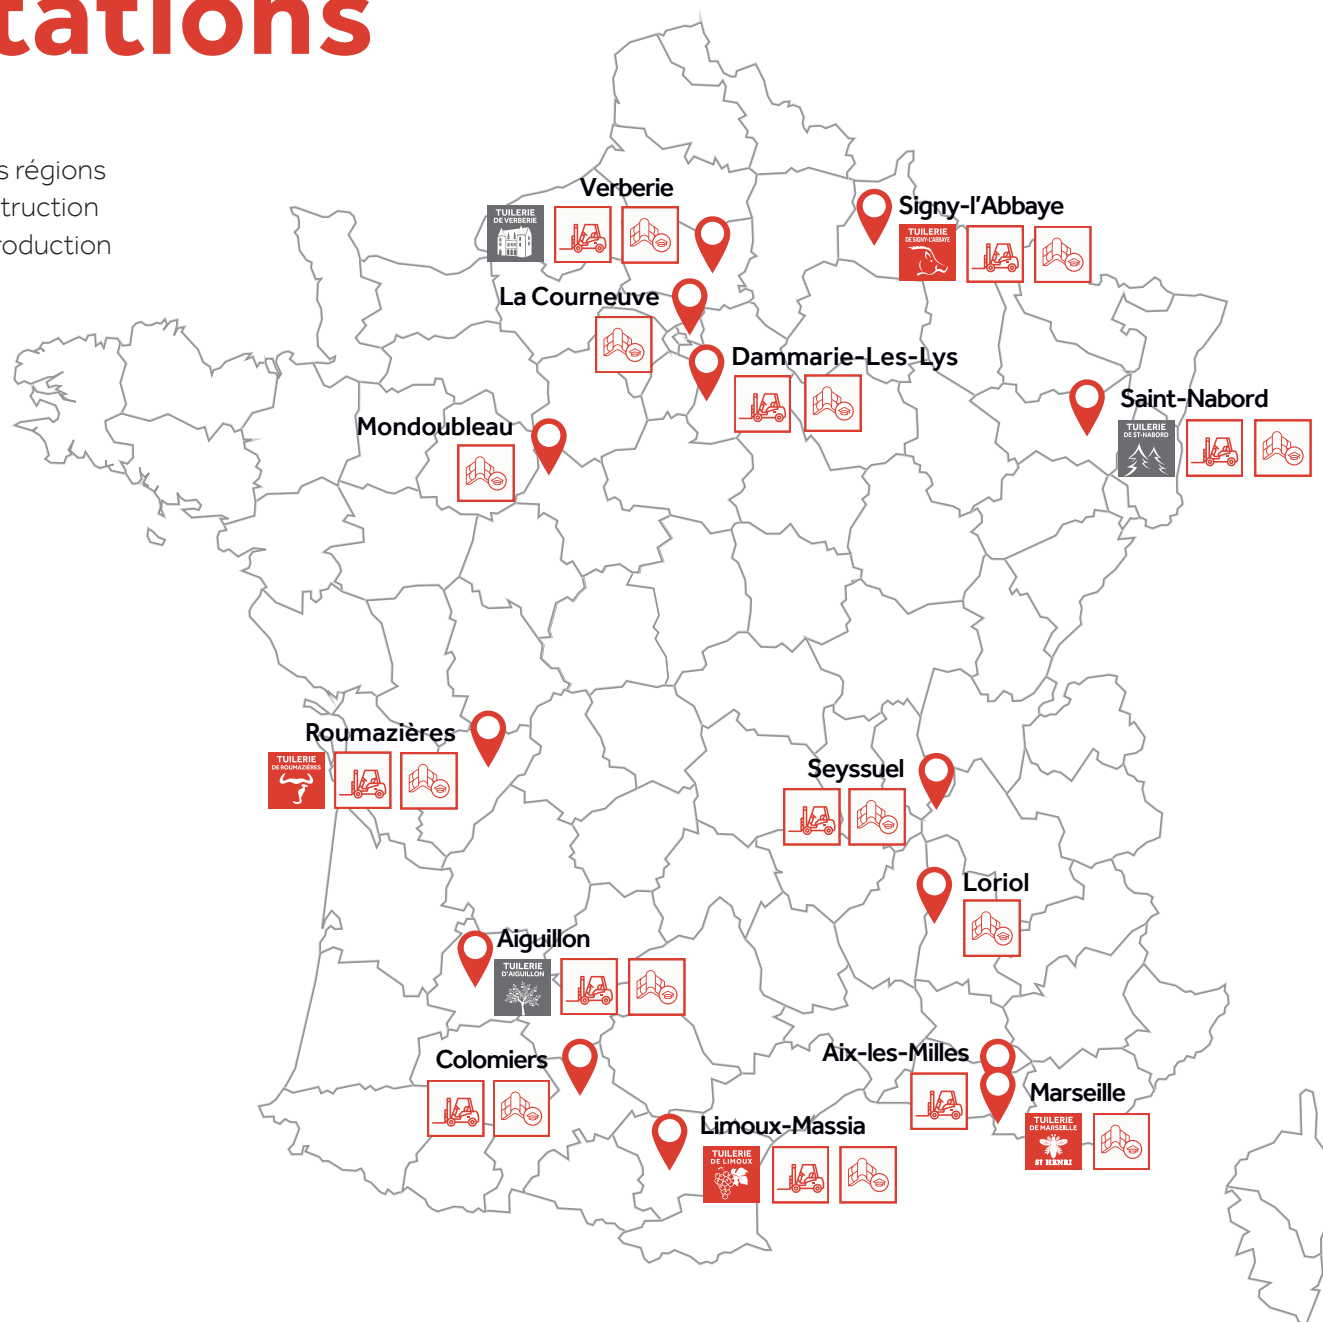 tations
s régions
truction
roduction
Verberie
TUILERIE
DE VERBERIE
Signy-l'Abbaye
TUILERIE
DE SIGNY-L'ABBAYE
La Courneuve
Dammarie-Les-Lys
Saint-Nabord
TUILERIE
DE ST-NABORD
Mondoubleau
Roumazières
TUILERIE
DE ROUMAZIÈRES
Seyssuel
Loriol
Aiguillon
TUILERIE
D'AIGUILLON
Colomiers
Aix-les-Milles
Marseille
TUILERIE
DE MARSEILLE
ST HENRI
Limoux-Massia
TUILERIE
DE LIMOUX